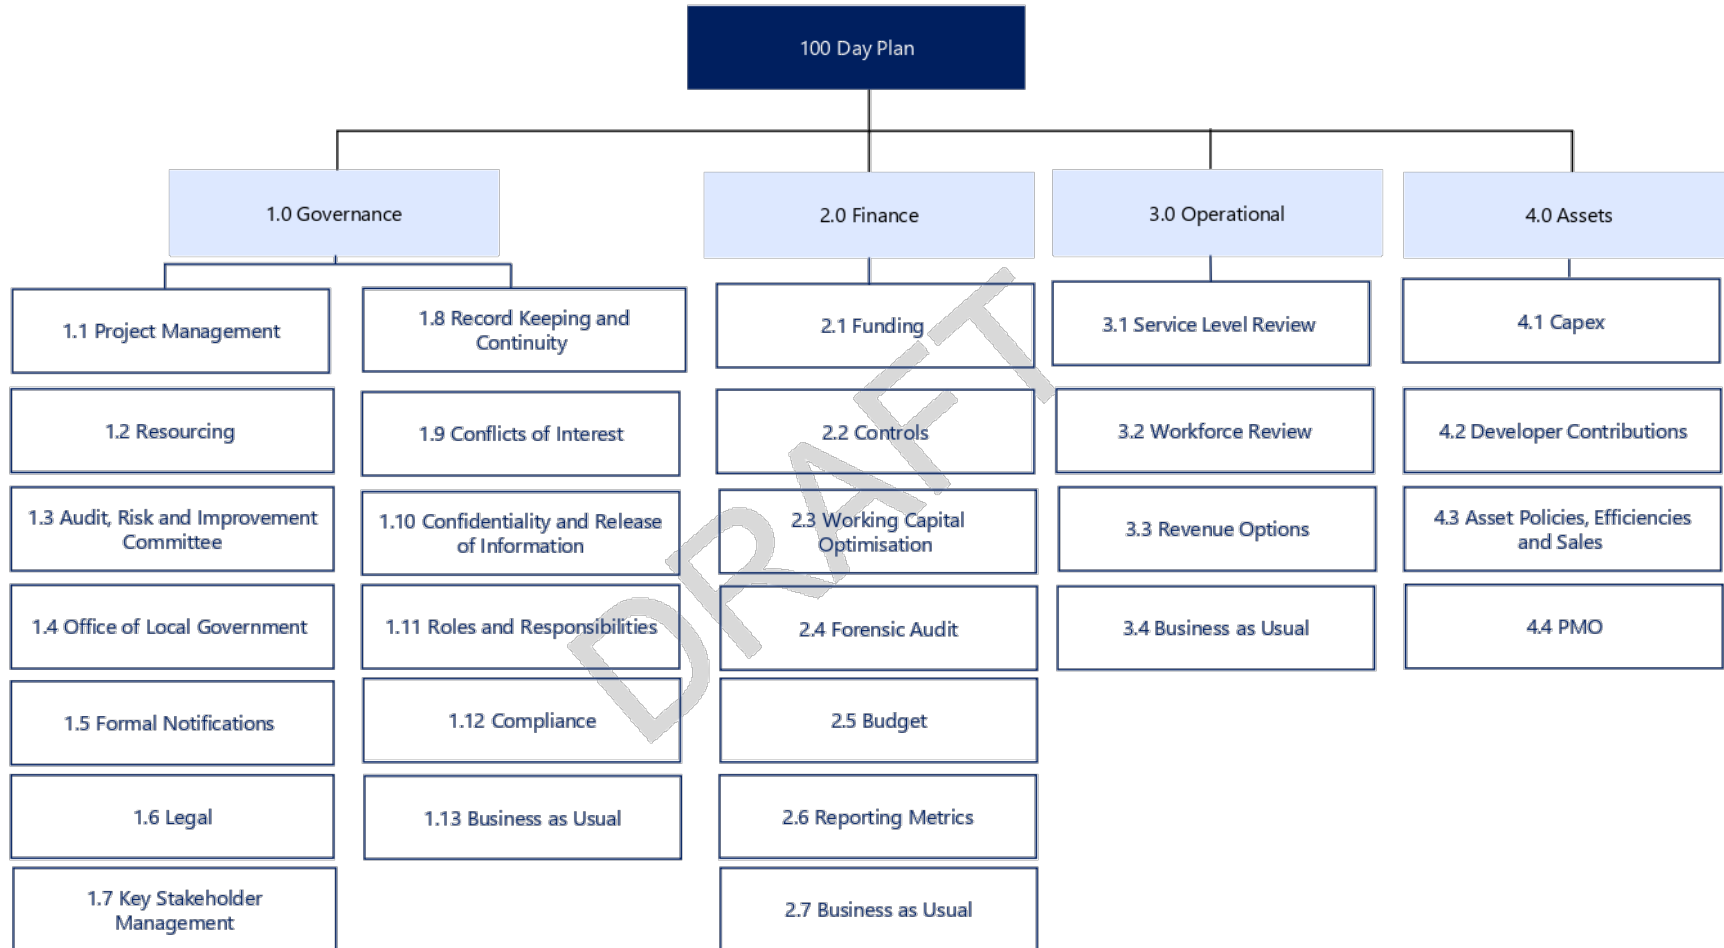 100 Day Plan
1.0 Governance
2.0 Finance
3.0 Operational
4.0 Assets
1.1 Project Management
1.2 Resourcing
1.3 Audit, Risk and Improvement
Committee
1.4 Office of Local Government
1.5 Formal Notifications
1.6 Legal
1.7 Key Stakeholder
Management
1.8 Record Keeping and
Continuity
1.9 Conflicts of Interest
1.10 Confidentiality and Release
of Information
1.11 Roles and Responsibilities
1.12 Compliance
1.13 Business as Usual
2.1 Funding
2.2 Controls
2.3 Working Capital
Optimisation
2.4 Forensic Audit
2.5 Budget
2.6 Reporting Metrics
2.7 Business as Usual
3.1 Service Level Review
3.2 Workforce Review
3.3 Revenue Options
3.4 Business as Usual
4.1 Capex
4.2 Developer Contributions
4.3 Asset Policies, Efficiencies
and Sales
4.4 PMO
DRAFT